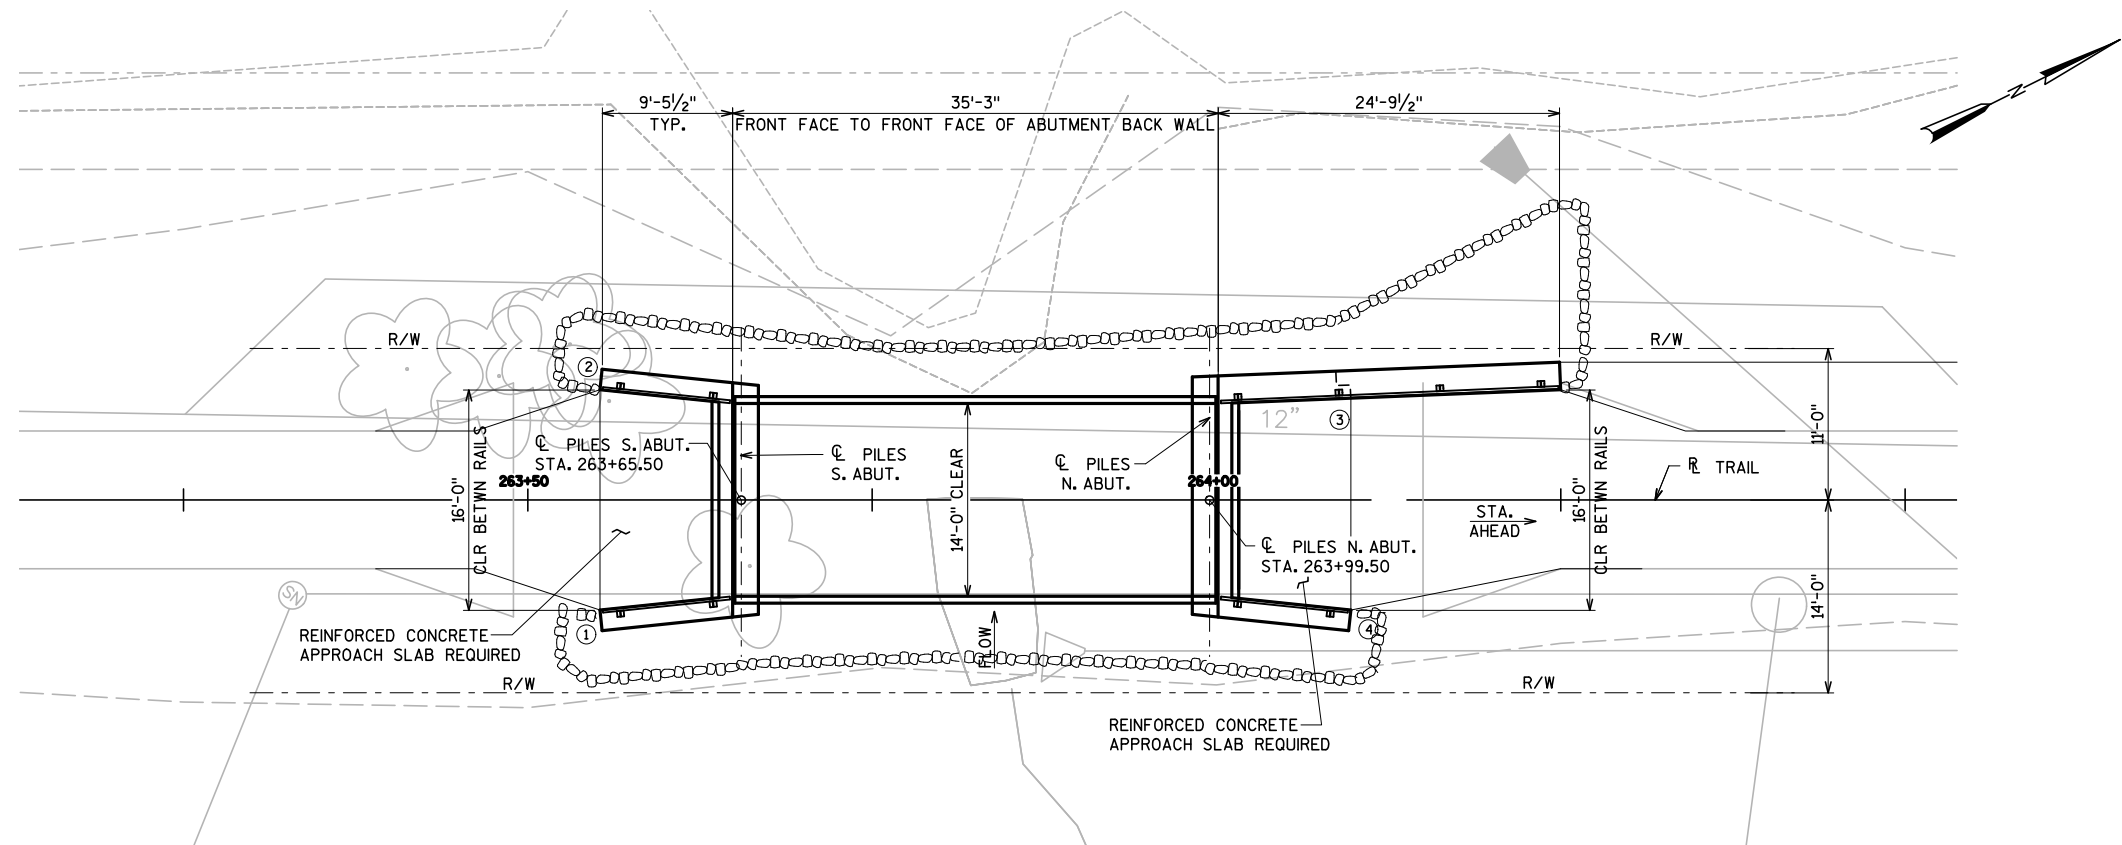 N
9'-5½"
TYP.
35'-3"
FRONT FACE TO FRONT FACE OF ABUTMENT BACK WALL
24'-9½"
R/W
R/W
2
12"
3
℄ PILES S. ABUT.
STA. 263+65.50
℄ PILES
S. ABUT.
℄ PILES
N. ABUT.
263+50
264+00
16'-0"
CLR BETWN RAILS
14'-0" CLEAR
STA.
AHEAD
16'-0"
CLR BETWN RAILS
TRAIL
11'-0"
14'-0"
℄ PILES N. ABUT.
STA. 263+99.50
SN
1
4
REINFORCED CONCRETE
APPROACH SLAB REQUIRED
FLOW
R/W
R/W
REINFORCED CONCRETE
APPROACH SLAB REQUIRED